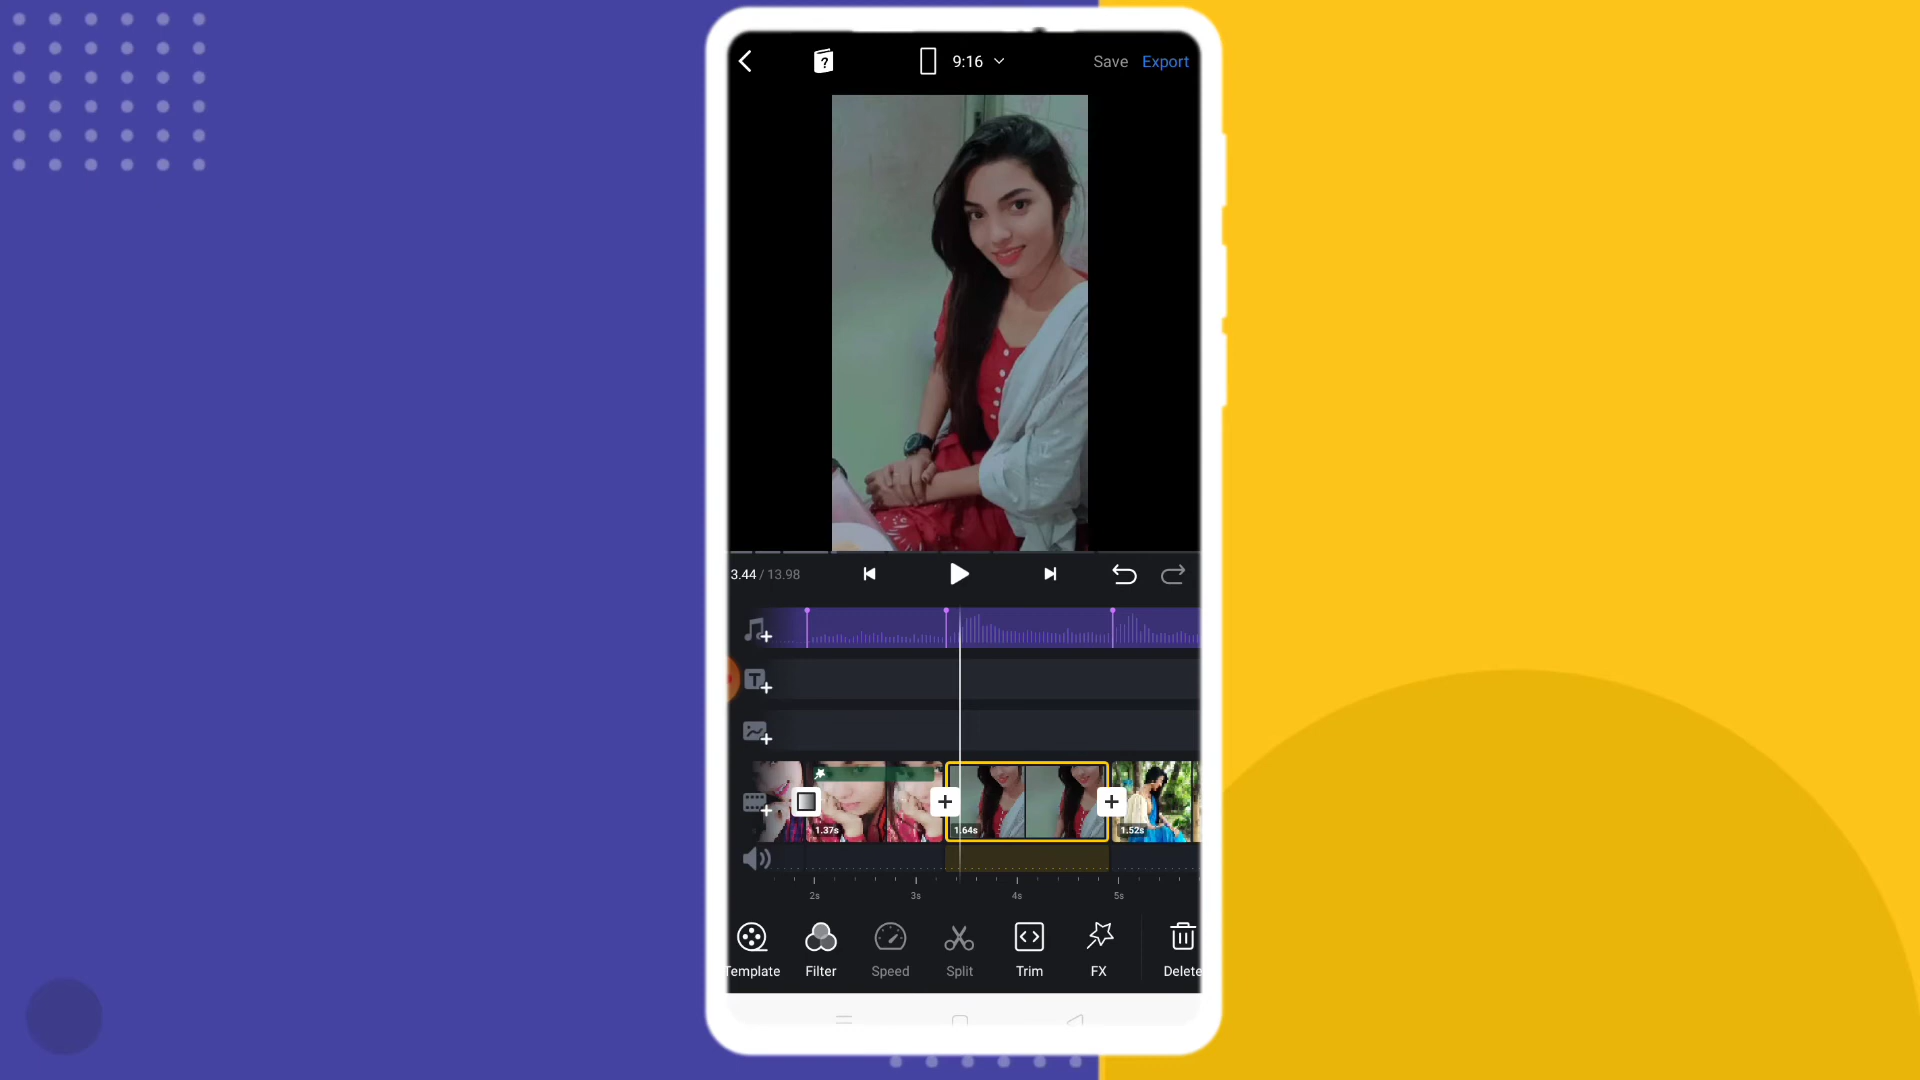 9:16 Save Export
3.44 / 13.98
1.37s 1.64s 1.52s
2s 3s 4s 5s
Template Filter Speed Split Trim FX Delete